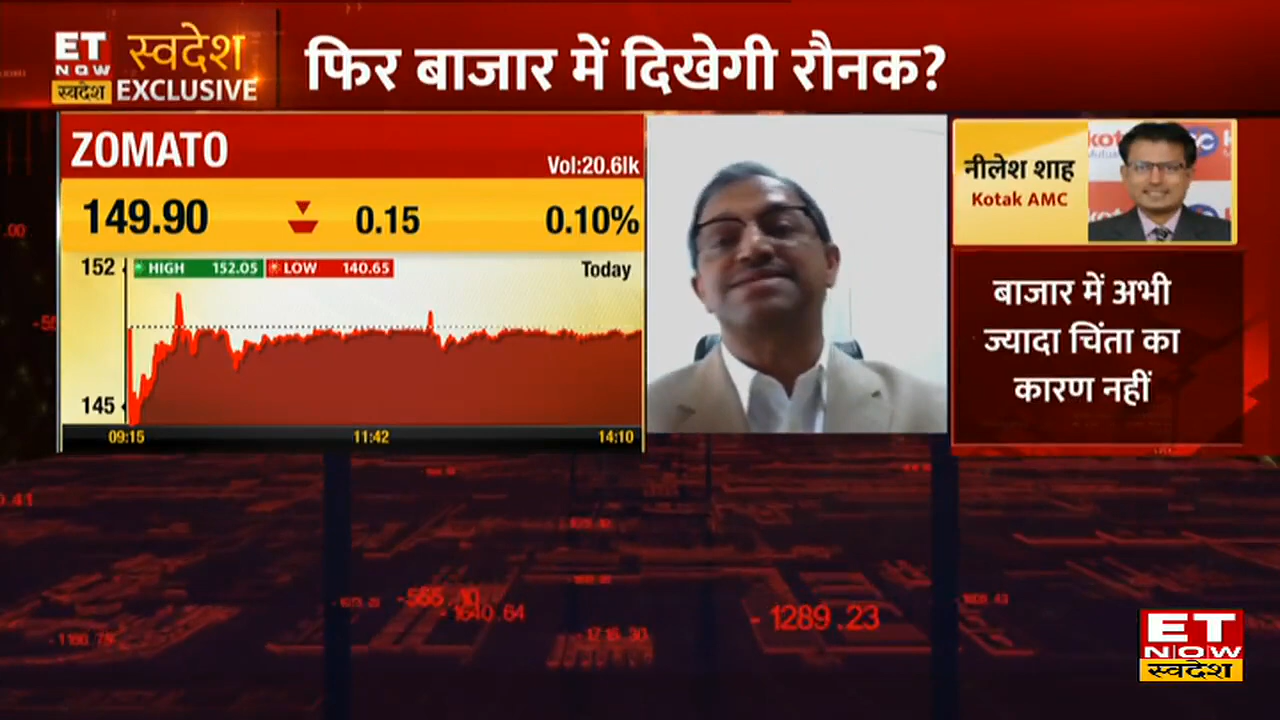 ET
NOW
स्वदेश
स्वदेश
EXCLUSIVE
फिर बाजार में दिखेगी रौनक?
ZOMATO
Vol:20.6lk
149.90 0.15 0.10%
152 HIGH 152.05 LOW 140.65 Today
145
09:15 11:42 14:10
नीलेश शाह
Kotak AMC
बाजार में अभी
ज्यादा चिंता का
कारण नहीं
-1289.23
ET
NOW
स्वदेश